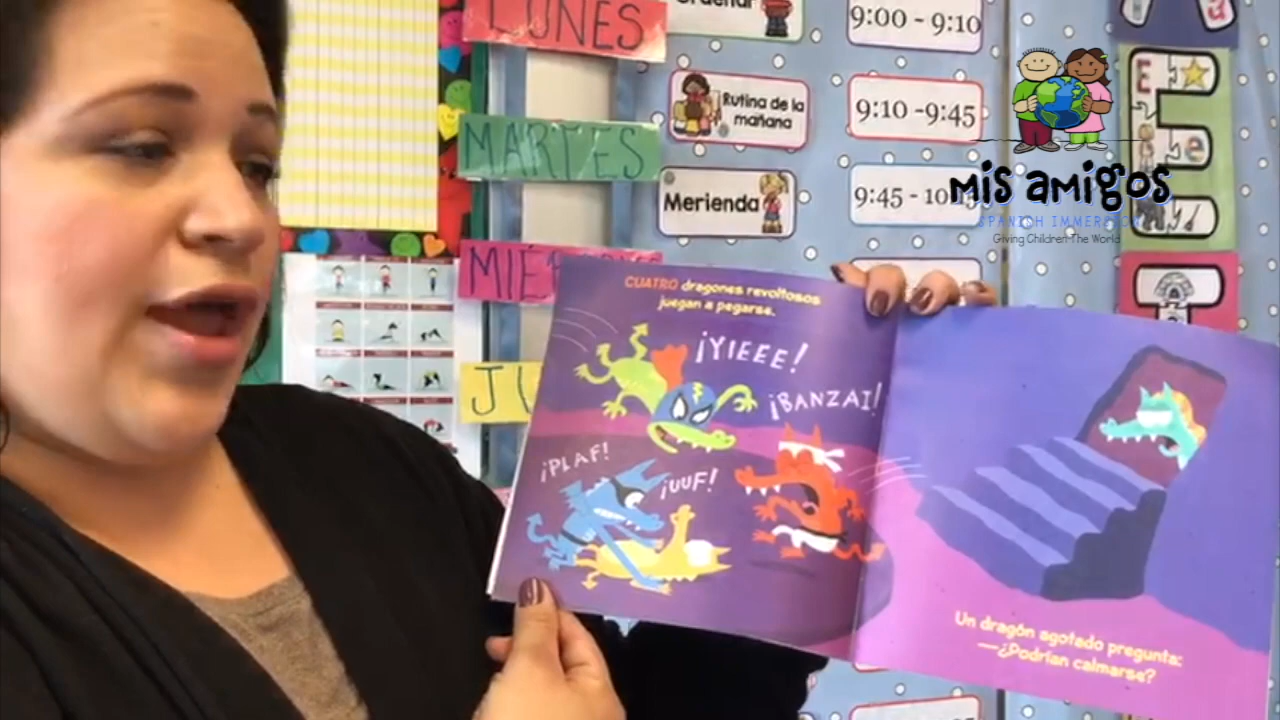 LUNES
MARTES
Ordenar
9:00 - 9:10
Rutina de la
mañana
9:10 -9:45
Merienda
9:45 - 10
mis amigos
SPANISH IMMERSION
Giving Children The World
CUATRO dragones revoltosos
juegan a pegarse.
¡YIEEE!
¡BANZAI!
¡PLAF!
¡UUF!
Un dragón agotado pregunta:
—¿Podrían calmarse?